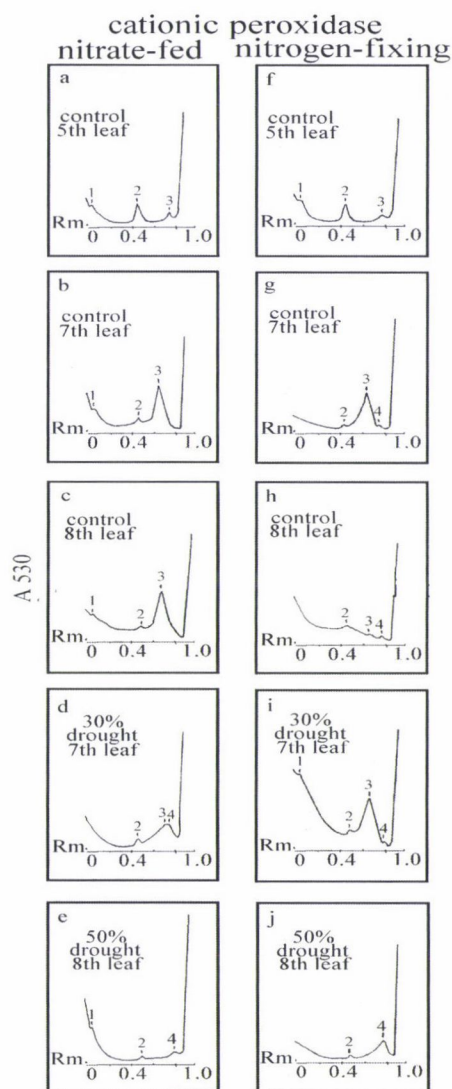 cationic peroxidase
nitrate-fed nitrogen-fixing
a
control
5th leaf
1 2 3
Rm.
0 0.4 1.0
f
control
5th leaf
1 2 3
Rm.
0 0.4 1.0
b
control
7th leaf
1 2 3
Rm.
0 0.4 1.0
g
control
7th leaf
2 3 4
Rm.
0 0.4 1.0
c
control
8th leaf
1 2 3
Rm.
0 0.4 1.0
h
control
8th leaf
2 3 4
Rm.
0 0.4 1.0
A 530
d
30%
drought
7th leaf
2 3 4
Rm.
0 0.4 1.0
i
30%
drought
7th leaf
1 2 3 4
Rm.
0 0.4 1.0
e
50%
drought
8th leaf
1 2 4
Rm.
0 0.4 1.0
j
50%
drought
8th leaf
2 4
Rm.
0 0.4 1.0